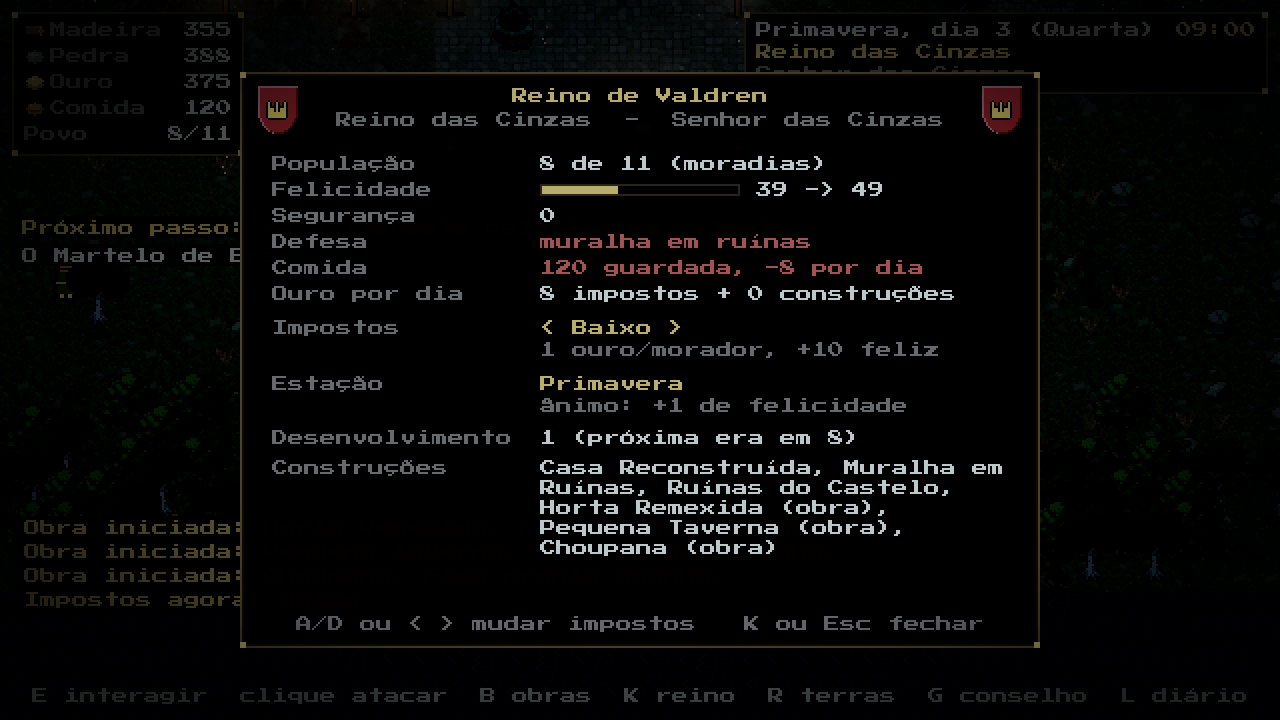 Madeira 355
Pedra 388
Ouro 375
Comida 120
Povo 8/11
Primavera, dia 3 (Quarta) 09:00
Reino das Cinzas
Senhor das Cinzas
Reino de Valdren
Reino das Cinzas - Senhor das Cinzas
População 8 de 11 (moradias)
Felicidade 39 -> 49
Segurança 0
Defesa muralha em ruínas
Comida 120 guardada, -8 por dia
Ouro por dia 8 impostos + 0 construções
Impostos < Baixo >
1 ouro/morador, +10 feliz
Estação Primavera
ânimo: +1 de felicidade
Desenvolvimento 1 (próxima era em 8)
Construções Casa Reconstruída, Muralha em
Ruínas, Ruínas do Castelo,
Horta Remexida (obra),
Pequena Taverna (obra),
Choupana (obra)
A/D ou < > mudar impostos K ou Esc fechar
Próximo passo:
O Martelo de
Obra iniciada:
Obra iniciada:
Obra iniciada:
Impostos agora
E interagir clique atacar B obras K reino R terras G conselho L diário